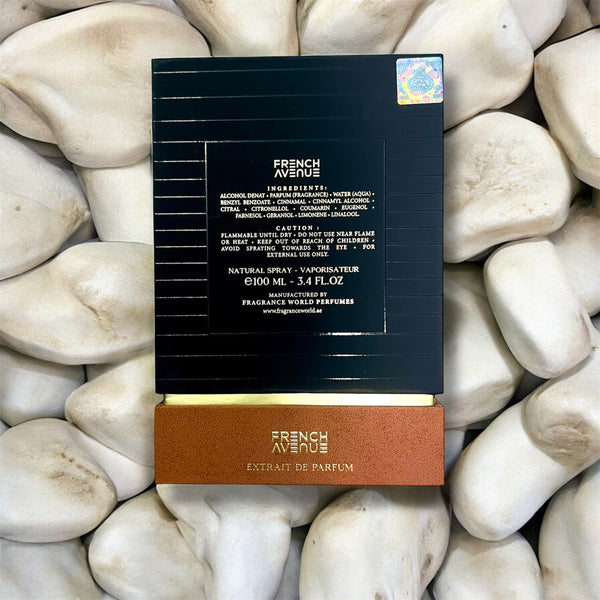 FRENCH
AVENUE
INGREDIENTS:
ALCOHOL DENAT • PARFUM (FRAGRANCE) • WATER (AQUA) •
BENZYL BENZOATE • CINNAMAL • CINNAMYL ALCOHOL •
CITRAL • CITRONELLOL • COUMARIN • EUGENOL •
FARNESOL • GERANIOL • LIMONENE • LINALOOL.
CAUTION :
FLAMMABLE UNTIL DRY • DO NOT USE NEAR FLAME
OR HEAT • KEEP OUT OF REACH OF CHILDREN •
AVOID SPRAYING TOWARDS THE EYE • FOR
EXTERNAL USE ONLY.
NATURAL SPRAY - VAPORISATEUR
℮100 ML - 3.4 FL.OZ
MANUFACTURED BY
FRAGRANCE WORLD PERFUMES
www.fragranceworld.ae
FRENCH
AVENUE
EXTRAIT DE PARFUM